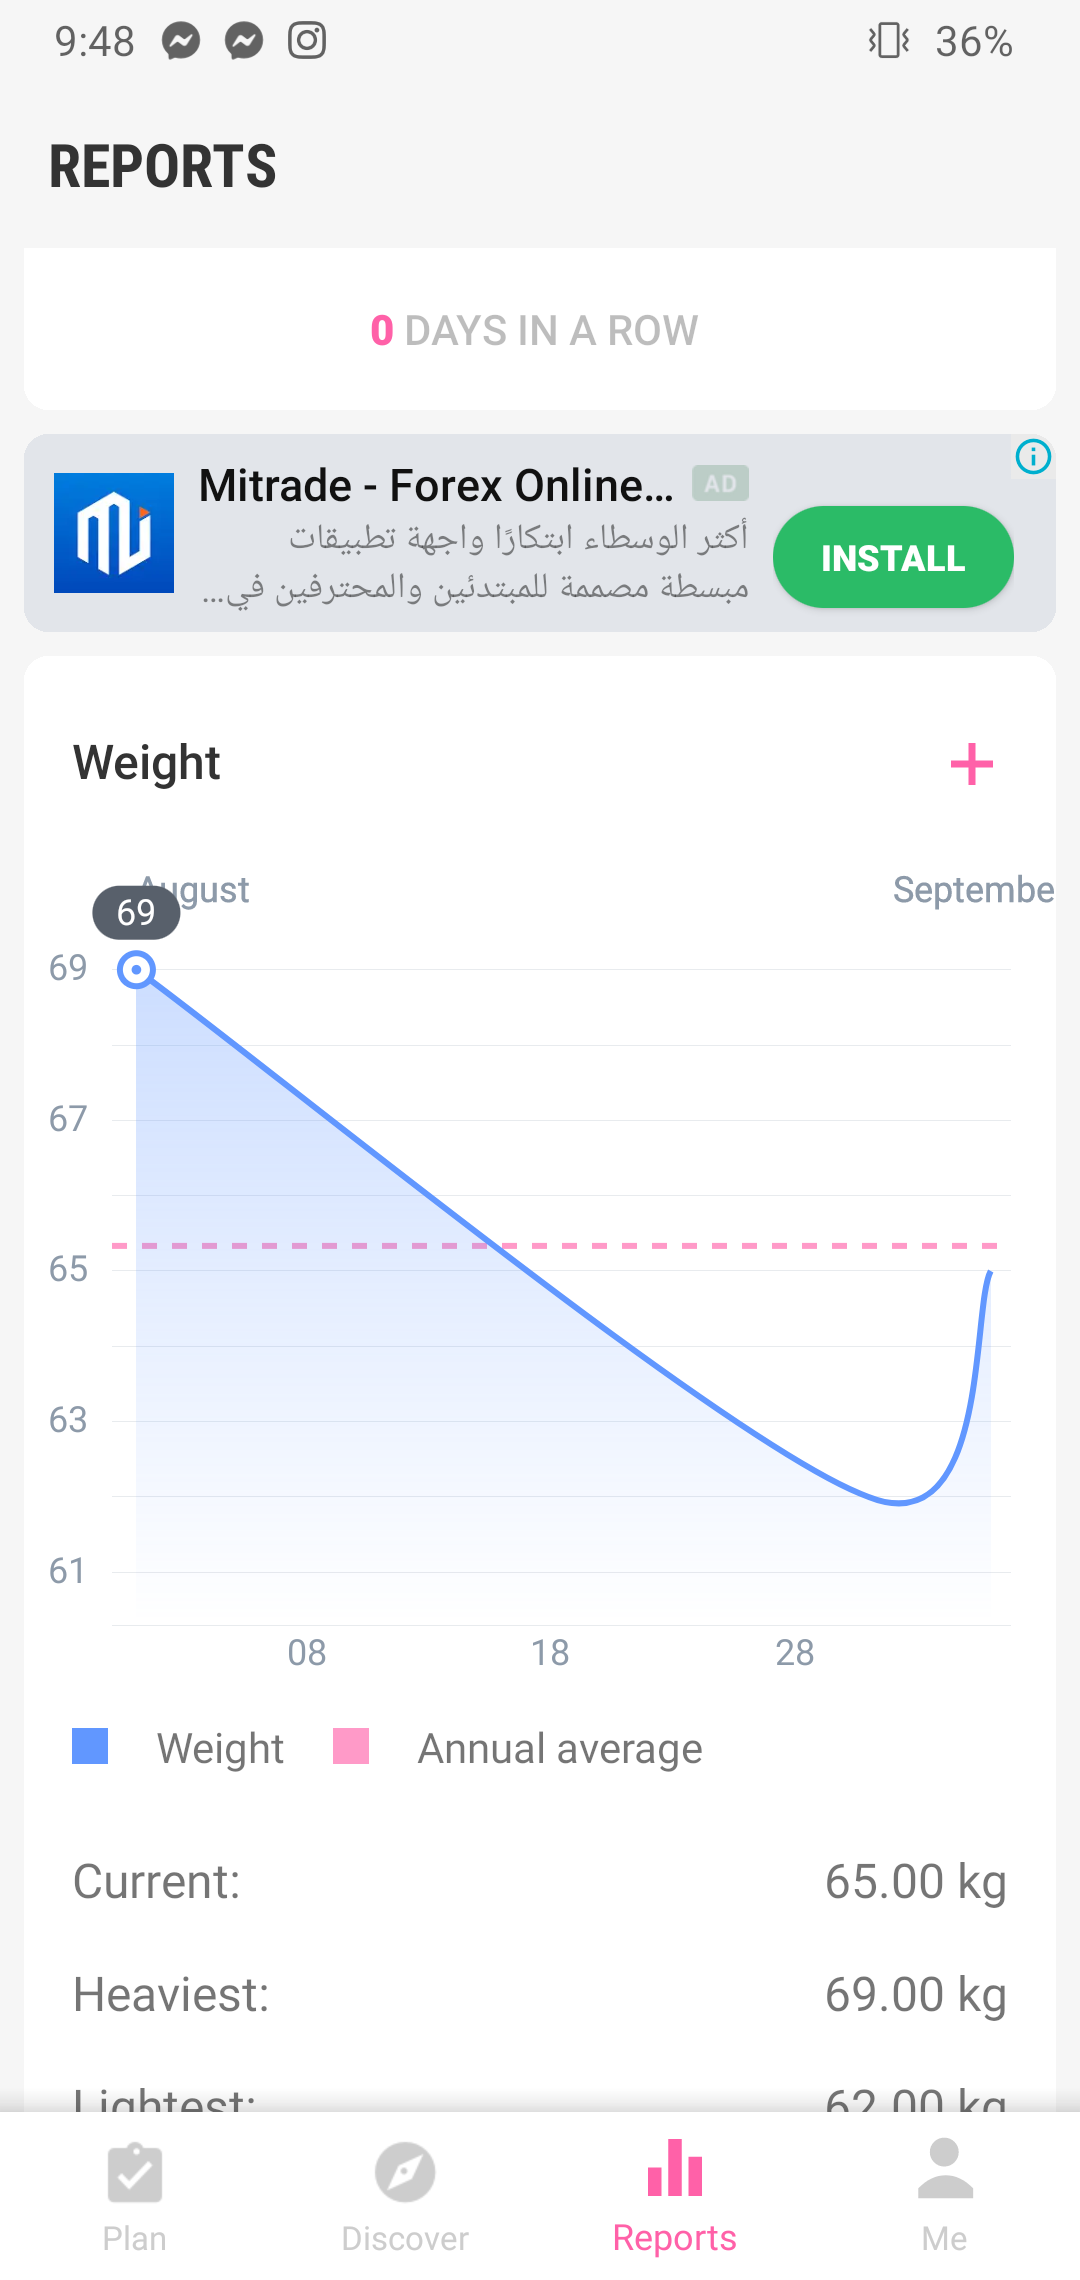 9:48
36%
REPORTS
0 DAYS IN A ROW
Mitrade - Forex Online...
AD
أكثر الوسطاء ابتكارًا واجهة تطبيقات
مبسطة مصممة للمبتدئين والمحترفين في...
INSTALL
Weight
August
Septembe
69
69
67
65
63
61
08
18
28
Weight
Annual average
Current:
65.00 kg
Heaviest:
69.00 kg
Lightest:
62.00 kg
Plan
Discover
Reports
Me